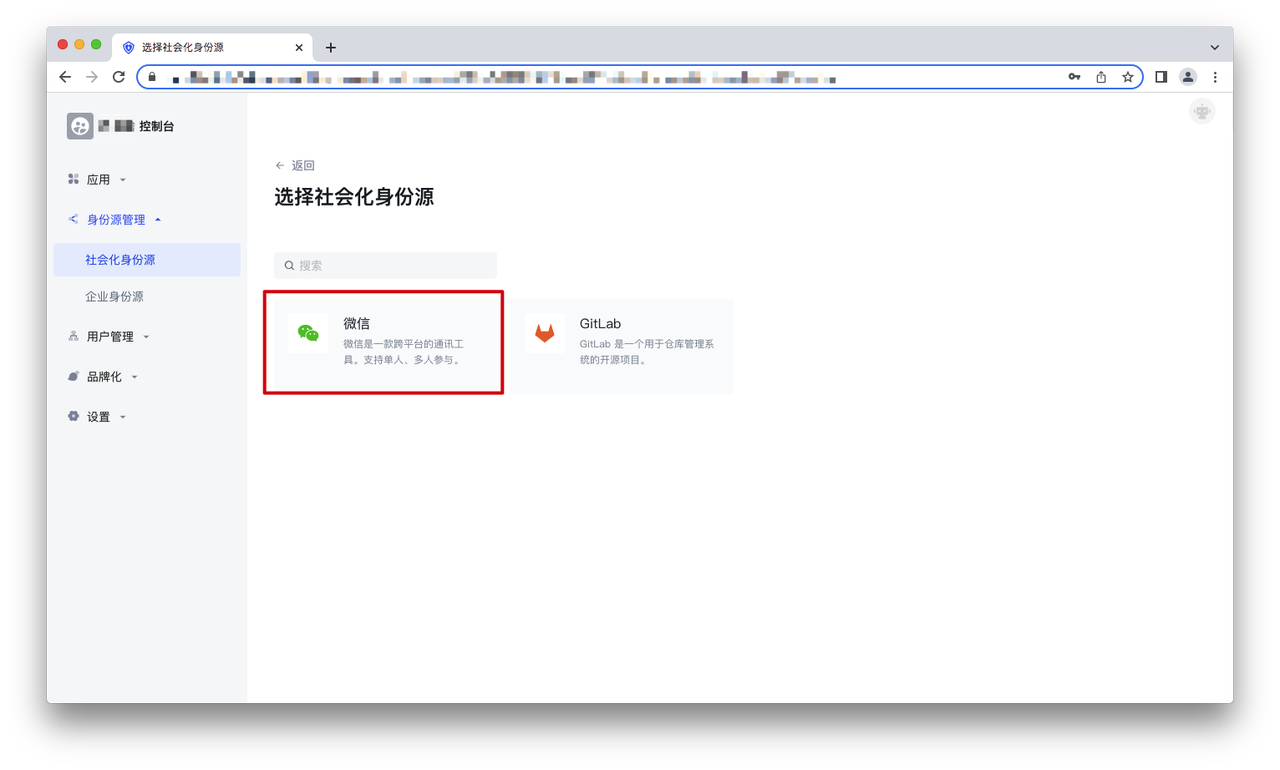 选择社会化身份源
控制台
应用
身份源管理
社会化身份源
企业身份源
用户管理
品牌化
设置
返回
选择社会化身份源
搜索
微信
微信是一款跨平台的通讯工
具。支持单人、多人参与。
GitLab
GitLab 是一个用于仓库管理系
统的开源项目。